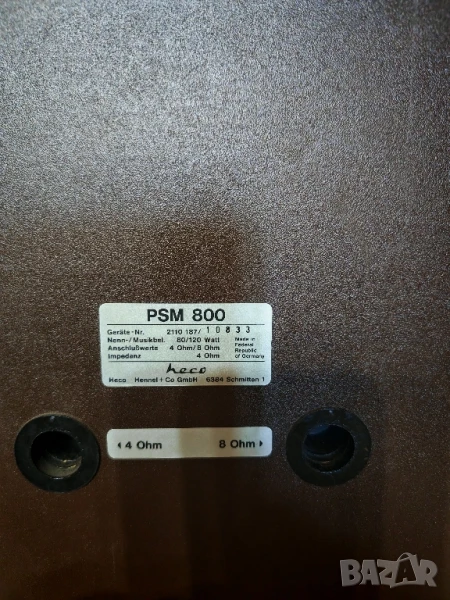 PSM 800
Geräte-Nr. 2110 187/ 10833
Nenn-/Musikbel. 80/120 Watt
Anschlußwerte 4 Ohm/8 Ohm
Impedanz 4 Ohm
Made in
Federal
Republic
of Germany
heco
Heco Hennel+Co GmbH 6384 Schmitten 1
4 Ohm 8 Ohm
BAZAR